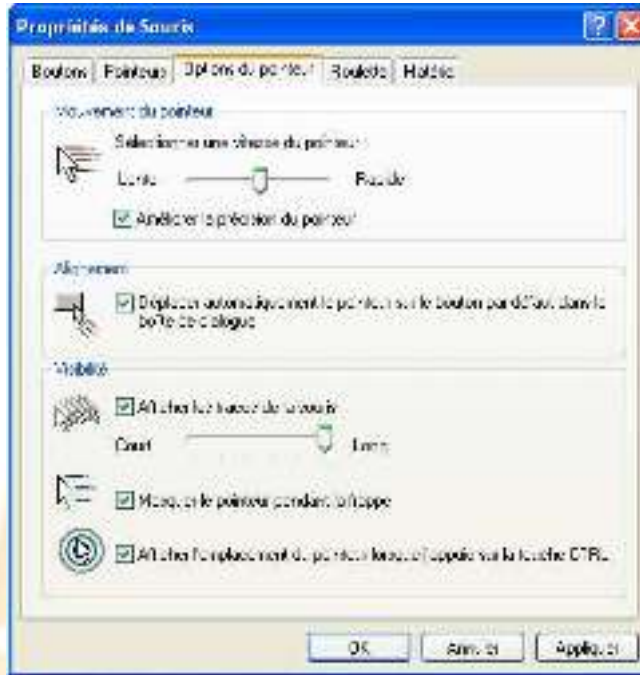 Propriétés de Souris
Boutons Pointeurs Options du pointeur Roulette Matériel
Mouvement du pointeur
Sélectionner une vitesse du pointeur :
Lente Rapide
Améliorer la précision du pointeur
Alignement
Déplacer automatiquement le pointeur sur le bouton par défaut dans la
boîte de dialogue
Visibilité
Afficher les traces de la souris
Court Long
Masquer le pointeur pendant la frappe
Afficher l'emplacement du pointeur lorsque j'appuie sur la touche CTRL
OK Annuler Appliquer